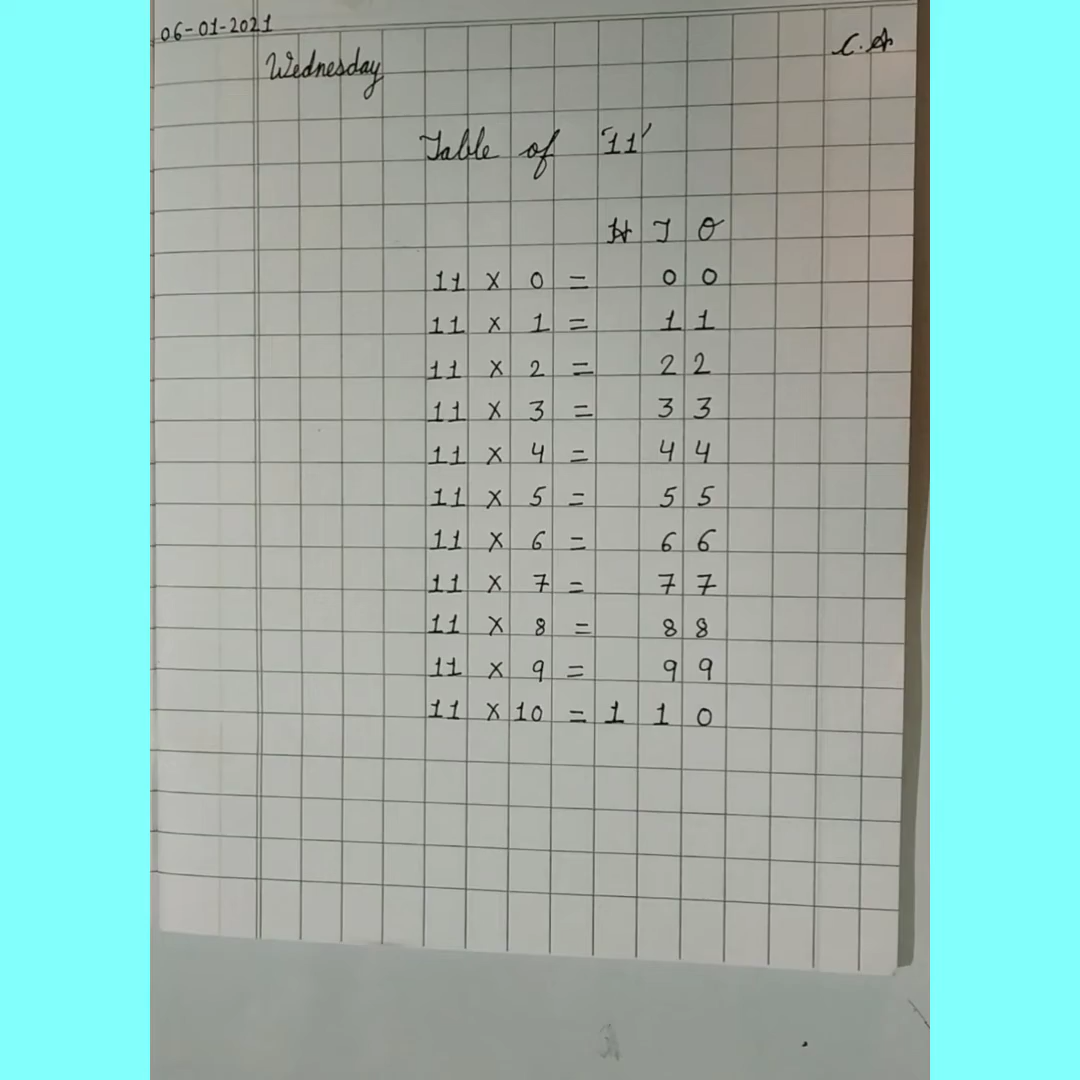 06-01-2021
Wednesday C.A
Table of '11'
H T O
11 × 0 = 0 0
11 × 1 = 1 1
11 × 2 = 2 2
11 × 3 = 3 3
11 × 4 = 4 4
11 × 5 = 5 5
11 × 6 = 6 6
11 × 7 = 7 7
11 × 8 = 8 8
11 × 9 = 9 9
11 × 10 = 1 1 0